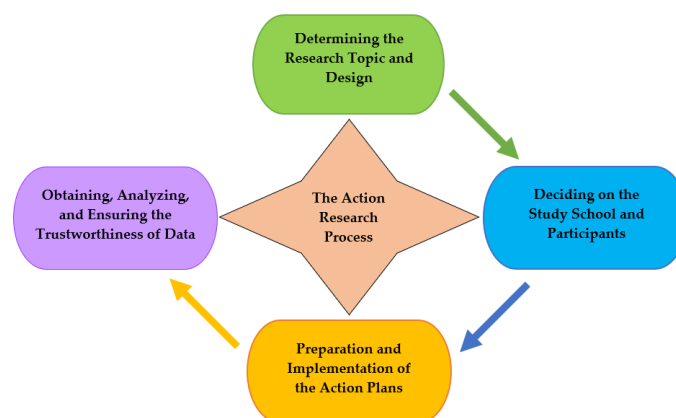 Determining the
Research Topic and
Design
Obtaining, Analyzing,
and Ensuring the
Trustworthiness of Data
The Action
Research
Process
Deciding on the
Study School and
Participants
Preparation and
Implementation of
the Action Plans